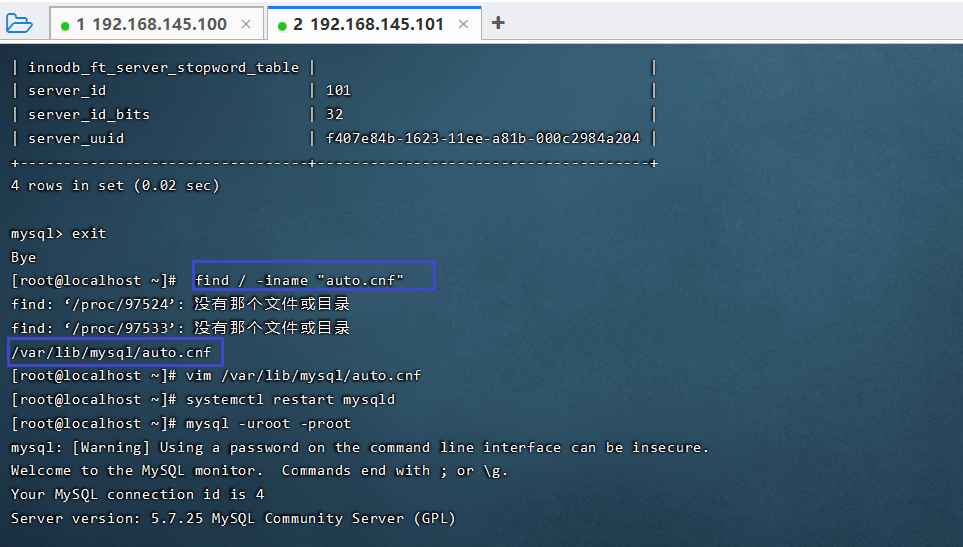 1 192.168.145.100 × 2 192.168.145.101 × +
| innodb_ft_server_stopword_table | |
| server_id | 101 |
| server_id_bits | 32 |
| server_uuid | f407e84b-1623-11ee-a81b-000c2984a204 |
+---------------------------------+--------------------------------------+
4 rows in set (0.02 sec)
mysql> exit
Bye
[root@localhost ~]# find / -iname "auto.cnf"
find: ‘/proc/97524’: 没有那个文件或目录
find: ‘/proc/97533’: 没有那个文件或目录
/var/lib/mysql/auto.cnf
[root@localhost ~]# vim /var/lib/mysql/auto.cnf
[root@localhost ~]# systemctl restart mysqld
[root@localhost ~]# mysql -uroot -proot
mysql: [Warning] Using a password on the command line interface can be insecure.
Welcome to the MySQL monitor.  Commands end with ; or \g.
Your MySQL connection id is 4
Server version: 5.7.25 MySQL Community Server (GPL)